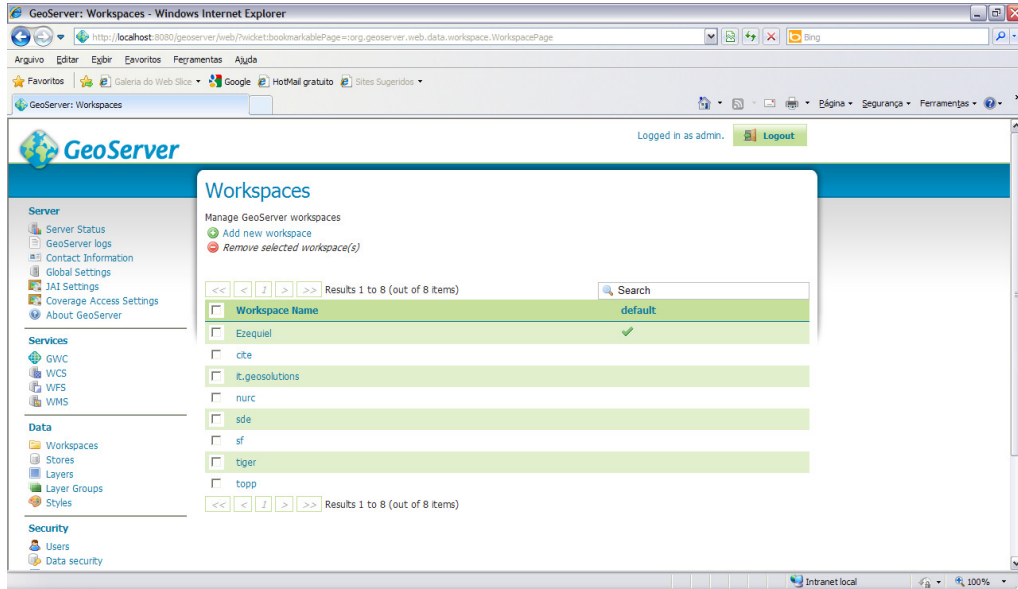 GeoServer: Workspaces - Windows Internet Explorer
http://localhost:8080/geoserver/web/?wicket:bookmarkablePage=:org.geoserver.web.data.workspace.WorkspacePage
Bing
Arquivo Editar Exibir Favoritos Ferramentas Ajuda
Favoritos Galeria do Web Slice Google HotMail gratuito Sites Sugeridos
GeoServer: Workspaces
Página Segurança Ferramentas
GeoServer
Logged in as admin.
Logout
Server
Server Status
GeoServer logs
Contact Information
Global Settings
JAI Settings
Coverage Access Settings
About GeoServer
Services
GWC
WCS
WFS
WMS
Data
Workspaces
Stores
Layers
Layer Groups
Styles
Security
Users
Data security
Workspaces
Manage GeoServer workspaces
Add new workspace
Remove selected workspace(s)
<< < 1 > >> Results 1 to 8 (out of 8 items)
Search
Workspace Name default
Ezequiel
cite
it.geosolutions
nurc
sde
sf
tiger
topp
<< < 1 > >> Results 1 to 8 (out of 8 items)
Intranet local
100%